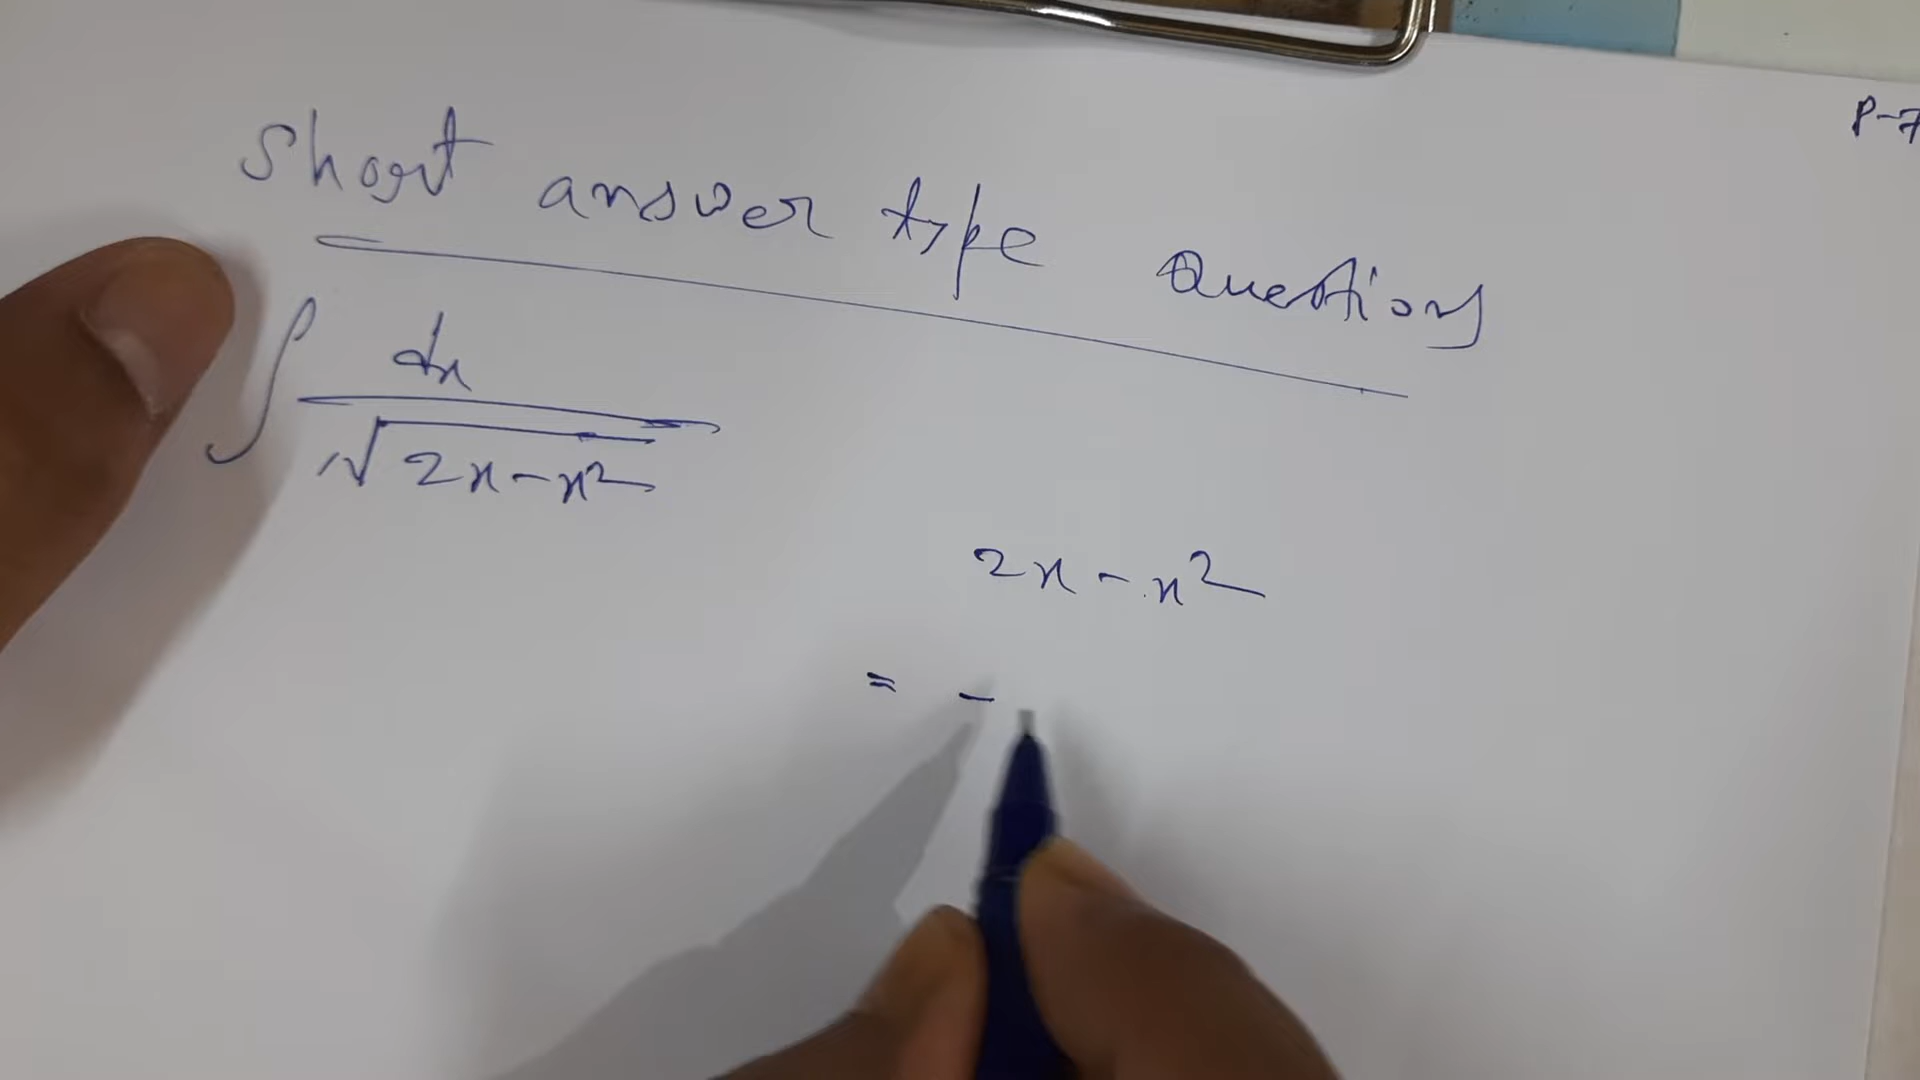 P-7
Short answer type Questions
∫ dx / √(2x-x²)
2x-x²
= -